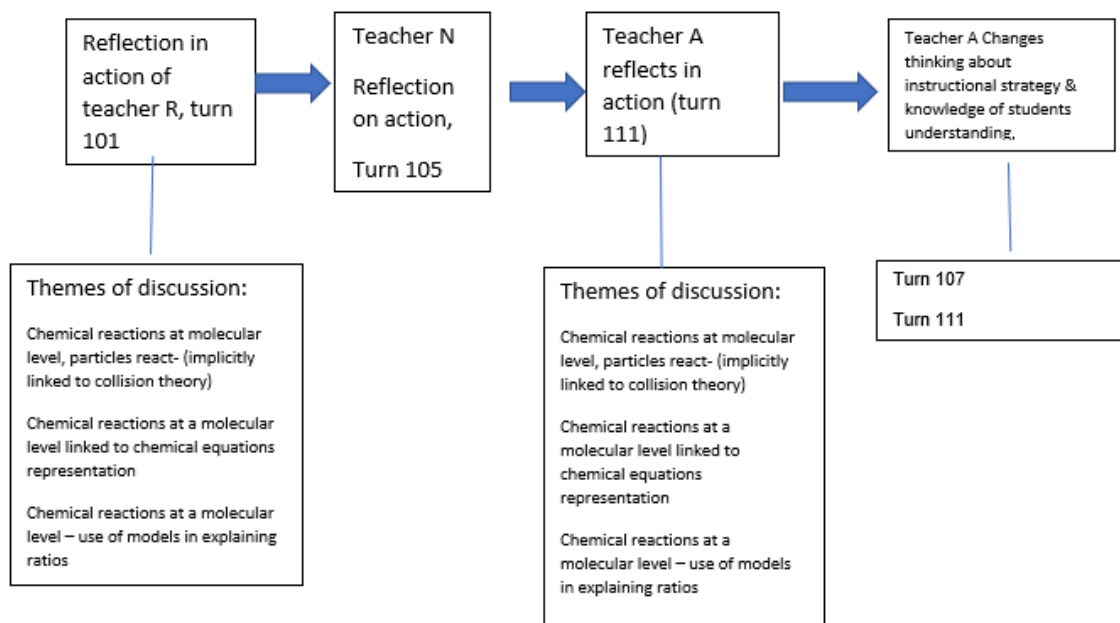 Reflection in
action of
teacher R, turn
101
Teacher N
Reflection
on action,
Turn 105
Teacher A
reflects in
action (turn
111)
Teacher A Changes
thinking about
instructional strategy &
knowledge of students
understanding,
Themes of discussion:
Chemical reactions at molecular
level, particles react- (implicitly
linked to collision theory)
Chemical reactions at a molecular
level linked to chemical equations
representation
Chemical reactions at a molecular
level – use of models in explaining
ratios
Themes of discussion:
Chemical reactions at molecular
level, particles react- (implicitly
linked to collision theory)
Chemical reactions at a
molecular level linked to
chemical equations
representation
Chemical reactions at a
molecular level – use of models
in explaining ratios
Turn 107
Turn 111